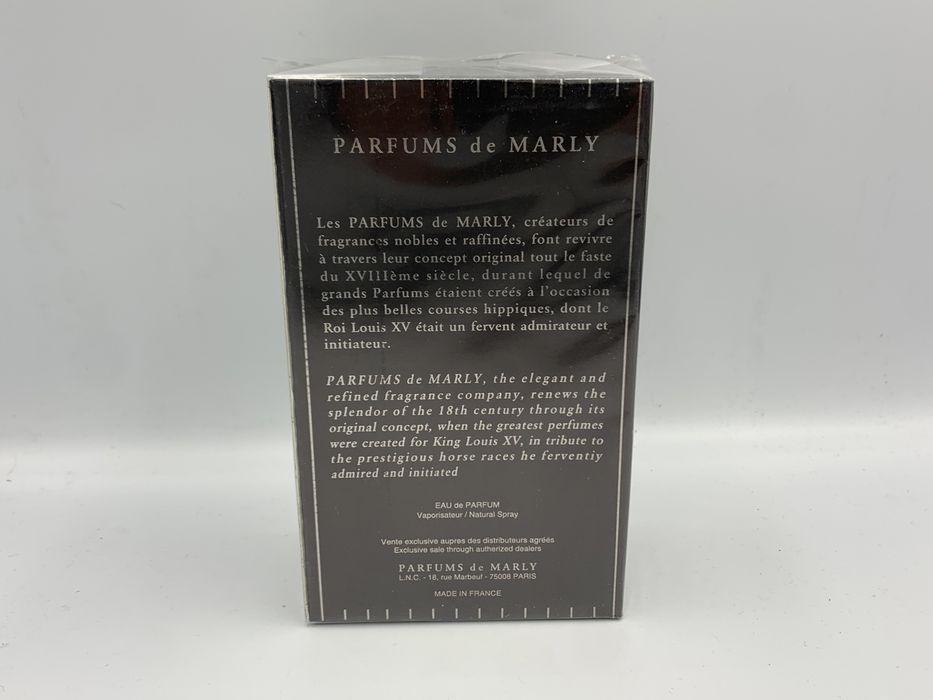 PARFUMS de MARLY
Les PARFUMS de MARLY, créateurs de
fragrances nobles et raffinées, font revivre
à travers leur concept original tout le faste
du XVIIIème siècle, durant lequel de
grands Parfums étaient créés à l'occasion
des plus belles courses hippiques, dont le
Roi Louis XV était un fervent admirateur et
initiateur.
PARFUMS de MARLY, the elegant and
refined fragrance company, renews the
splendor of the 18th century through its
original concept, when the greatest perfumes
were created for King Louis XV, in tribute to
the prestigious horse races he ferventiy
admired and initiated
EAU de PARFUM
Vaporisateur / Natural Spray
Vente exclusive aupres des distributeurs agréés
Exclusive sale through autherized dealers
PARFUMS de MARLY
L.N.C. - 18, rue Marbeuf - 75008 PARIS
MADE IN FRANCE